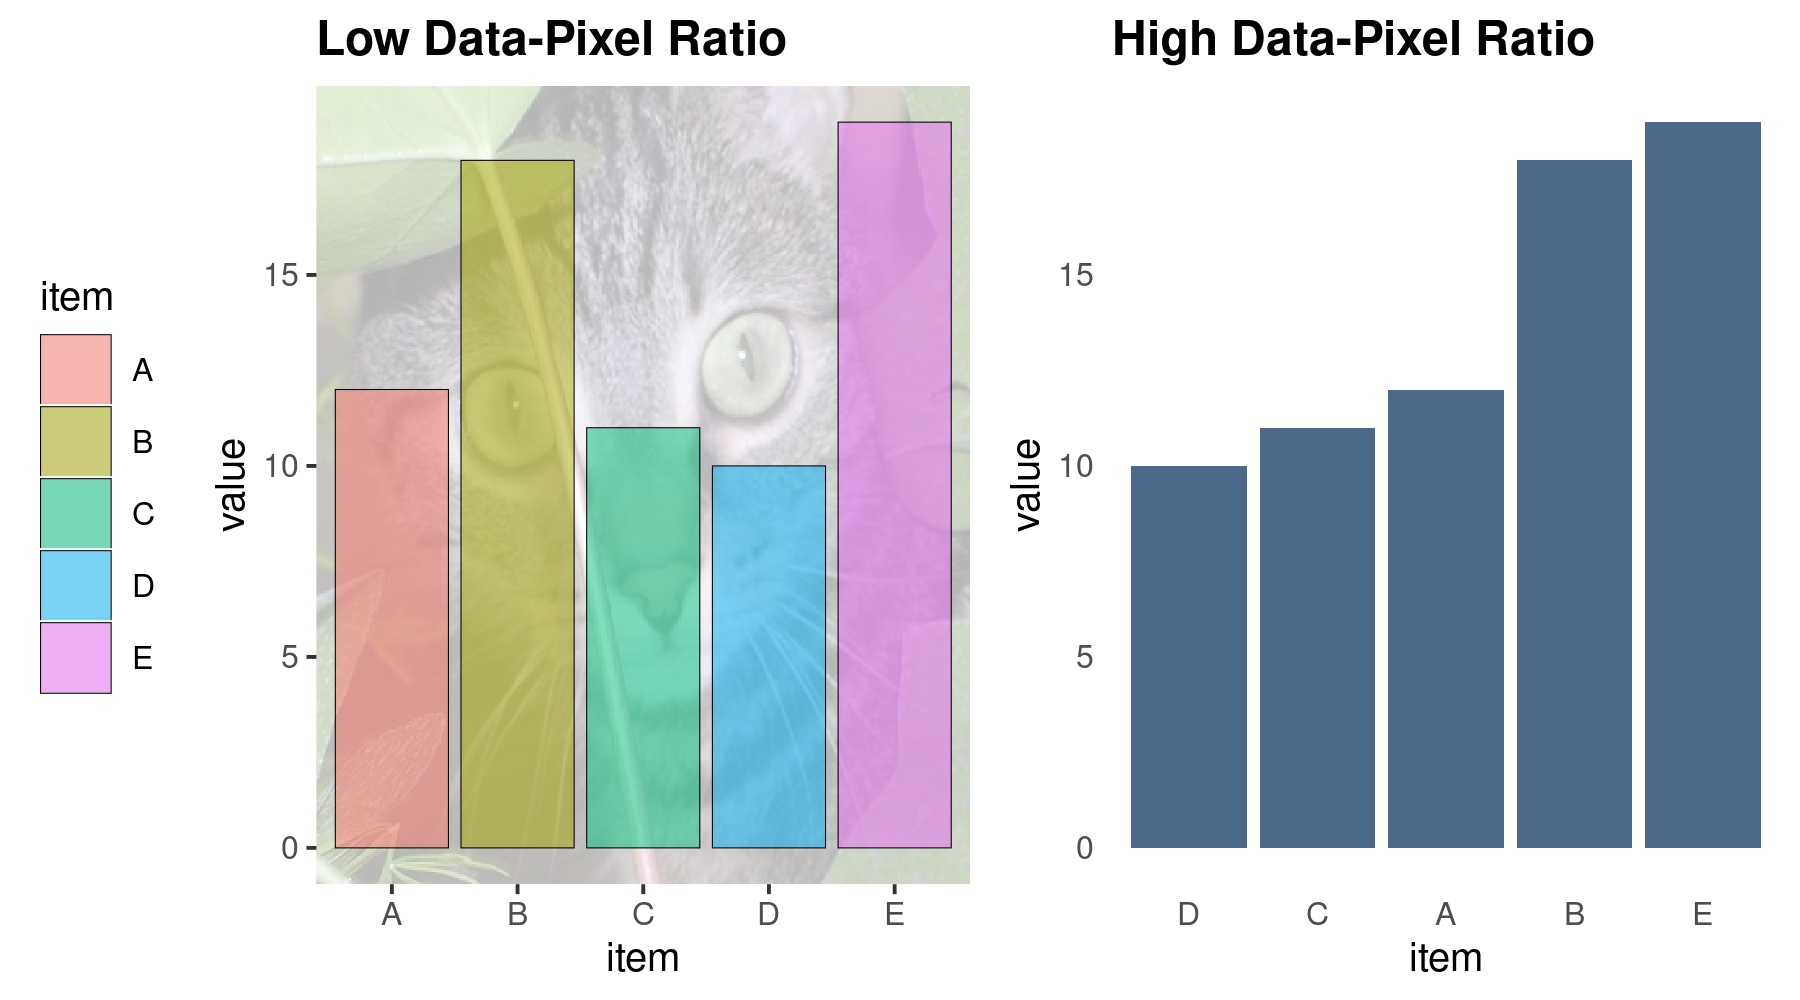 Low Data-Pixel Ratio
item
A
B
C
D
E
value
15
10
5
0
A B C D E
item
High Data-Pixel Ratio
value
15
10
5
0
D C A B E
item